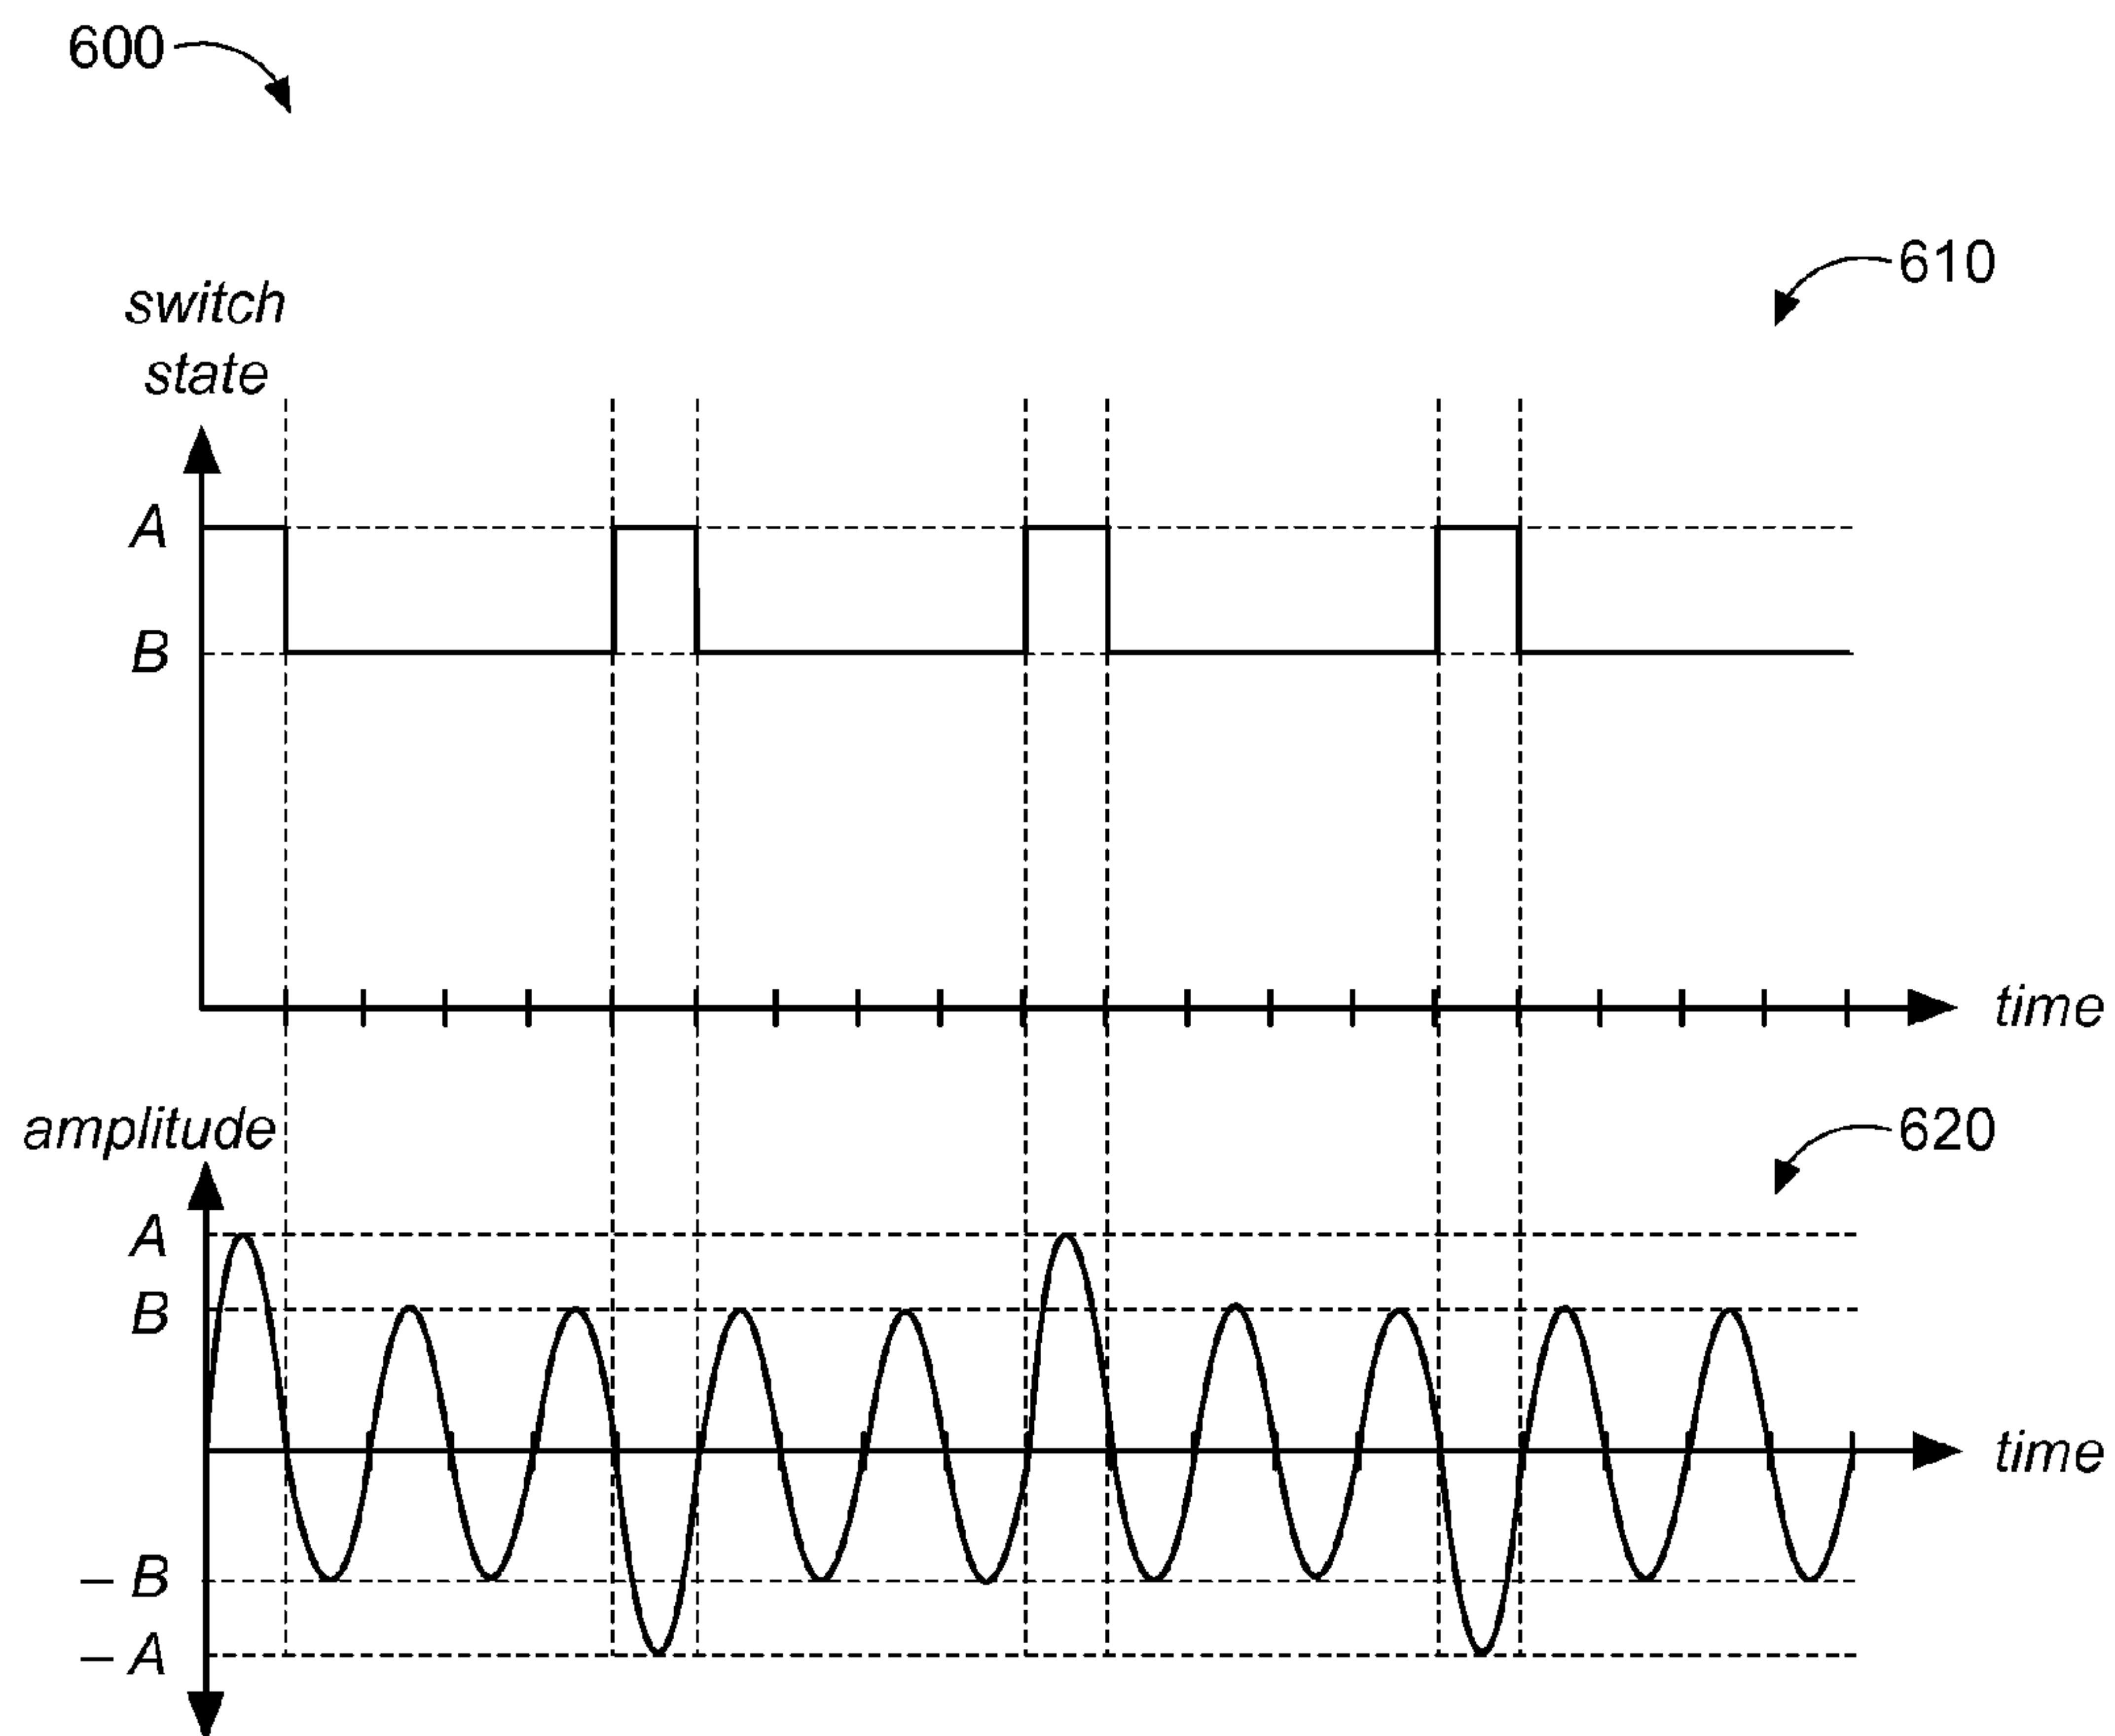 600
610
switch
state
A
B
time
amplitude
620
A
B
time
– B
– A